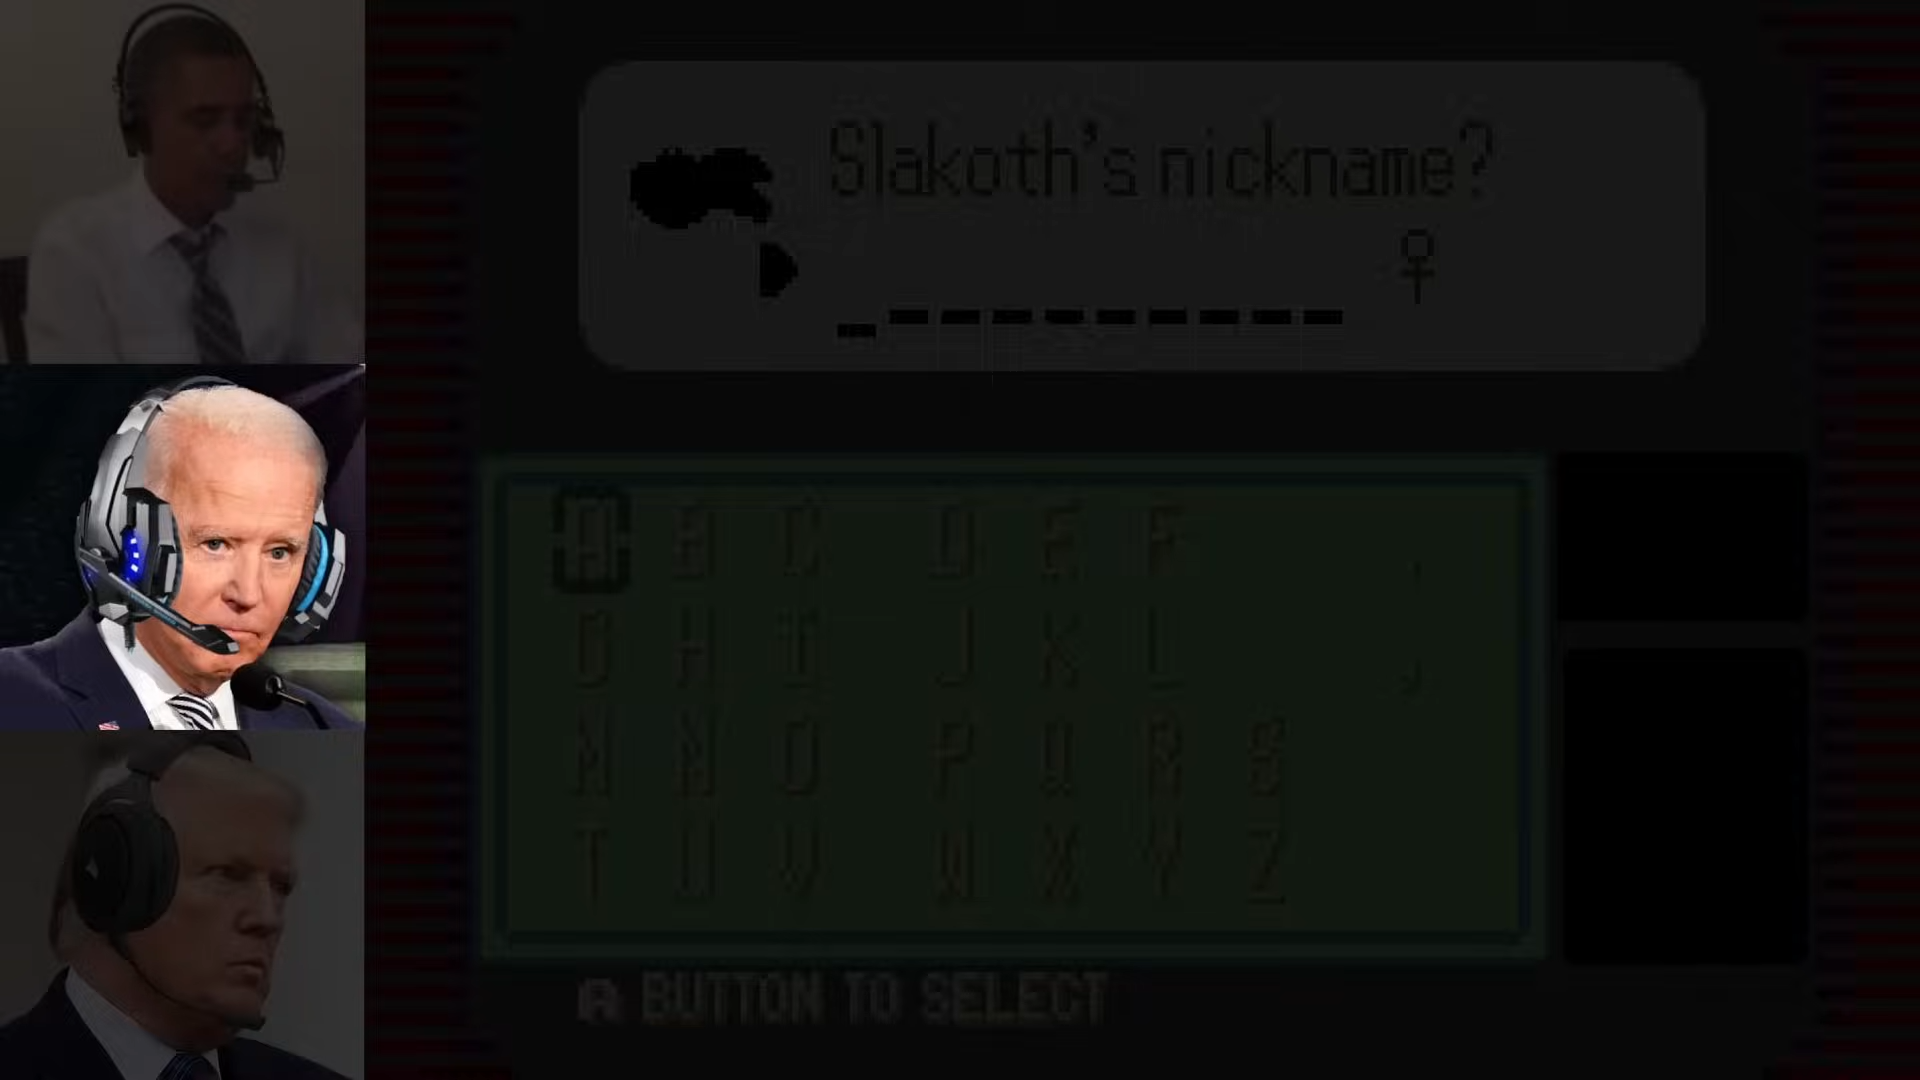 Slakoth's nickname?
♀
A B C D E F .
G H I J K L ,
M N O P Q R S
T U V W X Y Z
A BUTTON TO SELECT